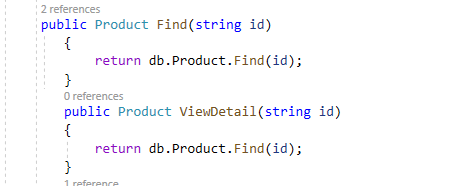 2 references
public Product Find(string id)
{
return db.Product.Find(id);
}
0 references
public Product ViewDetail(string id)
{
return db.Product.Find(id);
}
1 reference